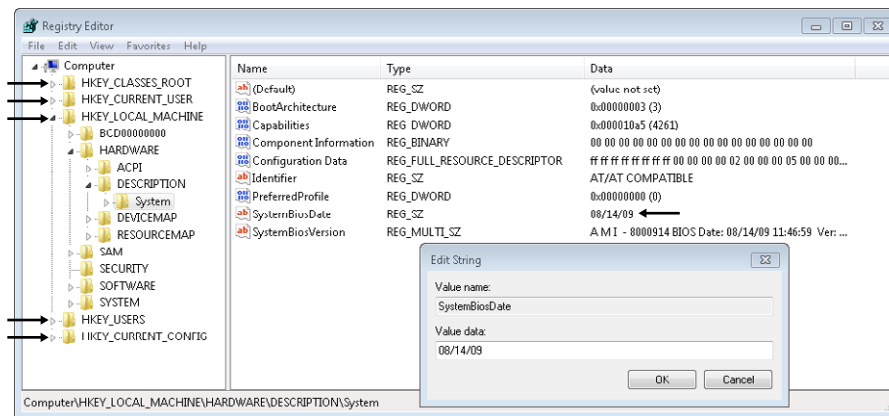 Registry Editor
File Edit View Favorites Help
Computer
HKEY_CLASSES_ROOT
HKEY_CURRENT_USER
HKEY_LOCAL_MACHINE
BCD00000000
HARDWARE
ACPI
DESCRIPTION
System
DEVICEMAP
RESOURCEMAP
SAM
SECURITY
SOFTWARE
SYSTEM
HKEY_USERS
HKEY_CURRENT_CONFIG
Name Type Data
(Default) REG_SZ (value not set)
BootArchitecture REG_DWORD 0x00000003 (3)
Capabilities REG_DWORD 0x000010a5 (4261)
Component Information REG_BINARY 00 00 00 00 00 00 00 00 00 00 00 00 00 00 00 00
Configuration Data REG_FULL_RESOURCE_DESCRIPTOR ff ff ff ff ff ff ff ff 00 00 00 00 02 00 00 00 05 00 00 00...
Identifier REG_SZ AT/AT COMPATIBLE
PreferredProfile REG_DWORD 0x00000000 (0)
SystemBiosDate REG_SZ 08/14/09
SystemBiosVersion REG_MULTI_SZ A M I - 8000914 BIOS Date: 08/14/09 11:46:59 Ver: ...
Edit String
Value name:
SystemBiosDate
Value data:
08/14/09
OK Cancel
Computer\HKEY_LOCAL_MACHINE\HARDWARE\DESCRIPTION\System